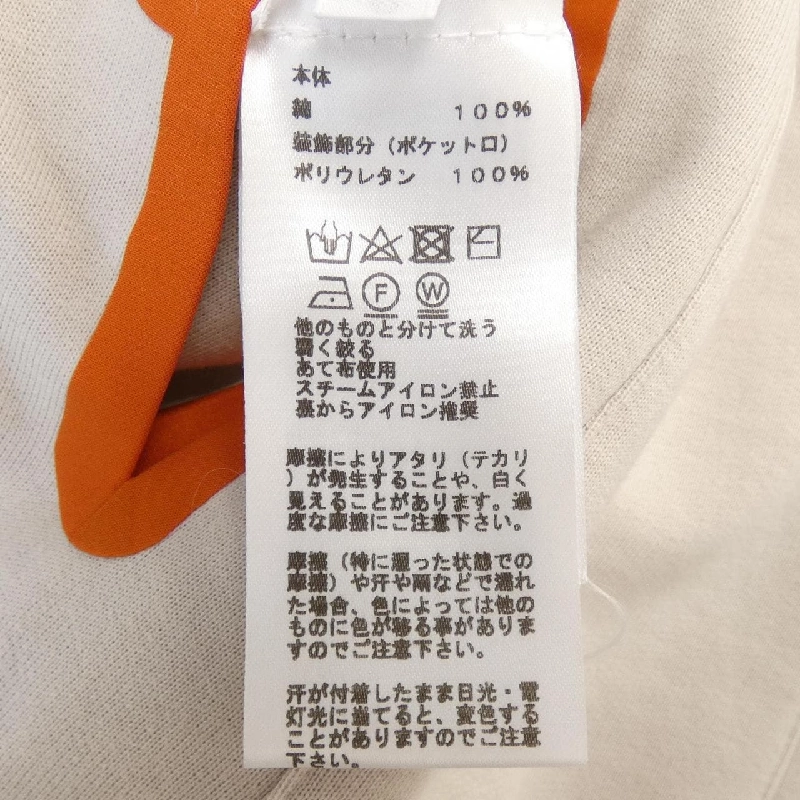 本体
綿 100%
装飾部分（ポケット口）
ポリウレタン 100%
F W
他のものと分けて洗う
弱く絞る
あて布使用
スチームアイロン禁止
裏からアイロン推奨
摩擦によりアタリ（テカリ
）が発生することや、白く
見えることがあります。過
度な摩擦にご注意下さい。
摩擦（特に湿った状態での
摩擦）や汗や雨などで濡れ
た場合、色によっては他の
ものに色が移る事がありま
すのでご注意下さい。
汗が付着したまま日光・電
灯光に当てると、変色する
ことがありますのでご注意
下さい。